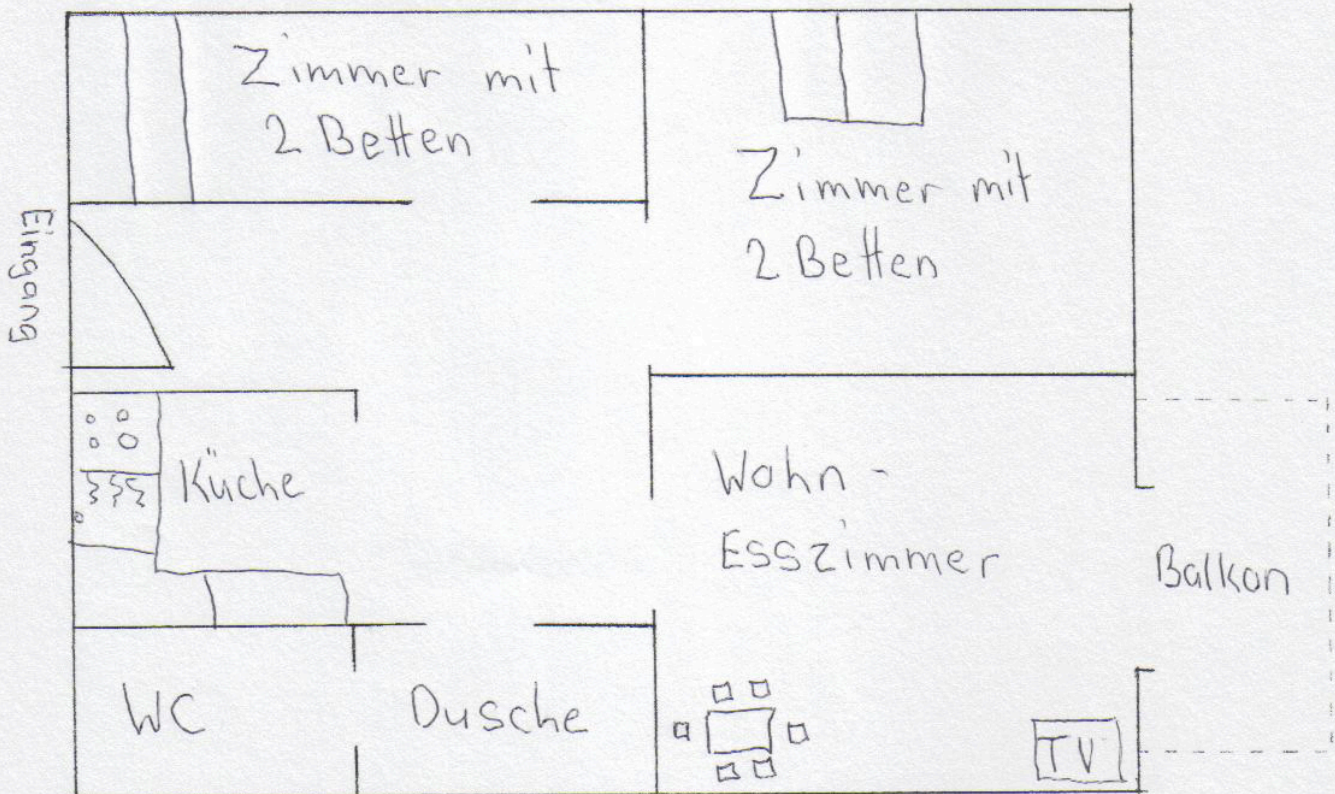 Zimmer mit
2 Betten
Zimmer mit
2 Betten
Eingang
Küche
Wohn-
Esszimmer
Balkon
WC
Dusche
TV